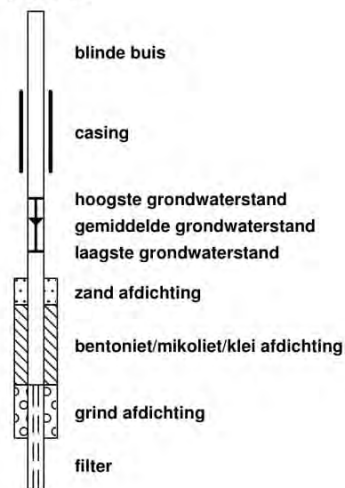 blinde buis
casing
hoogste grondwaterstand
gemiddelde grondwaterstand
laagste grondwaterstand
zand afdichting
bentoniet/mikoliet/klei afdichting
grind afdichting
filter